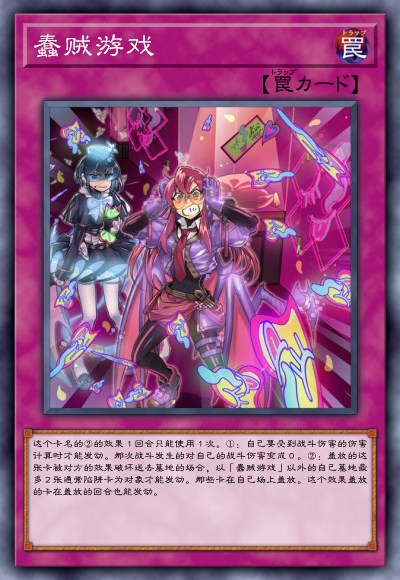 蠢贼游戏
罠
トラップ
【罠カード】
トラップ
这个卡名的②的效果1回合只能使用1次。①：自己要受到战斗伤害的伤害
计算时才能发动。那次战斗发生的对自己的战斗伤害变成0。②：盖放的这
张卡被对方的效果破坏送去墓地的场合，以「蠢贼游戏」以外的自己墓地最
多2张通常陷阱卡为对象才能发动。那些卡在自己场上盖放。这个效果盖放
的卡在盖放的回合也能发动。